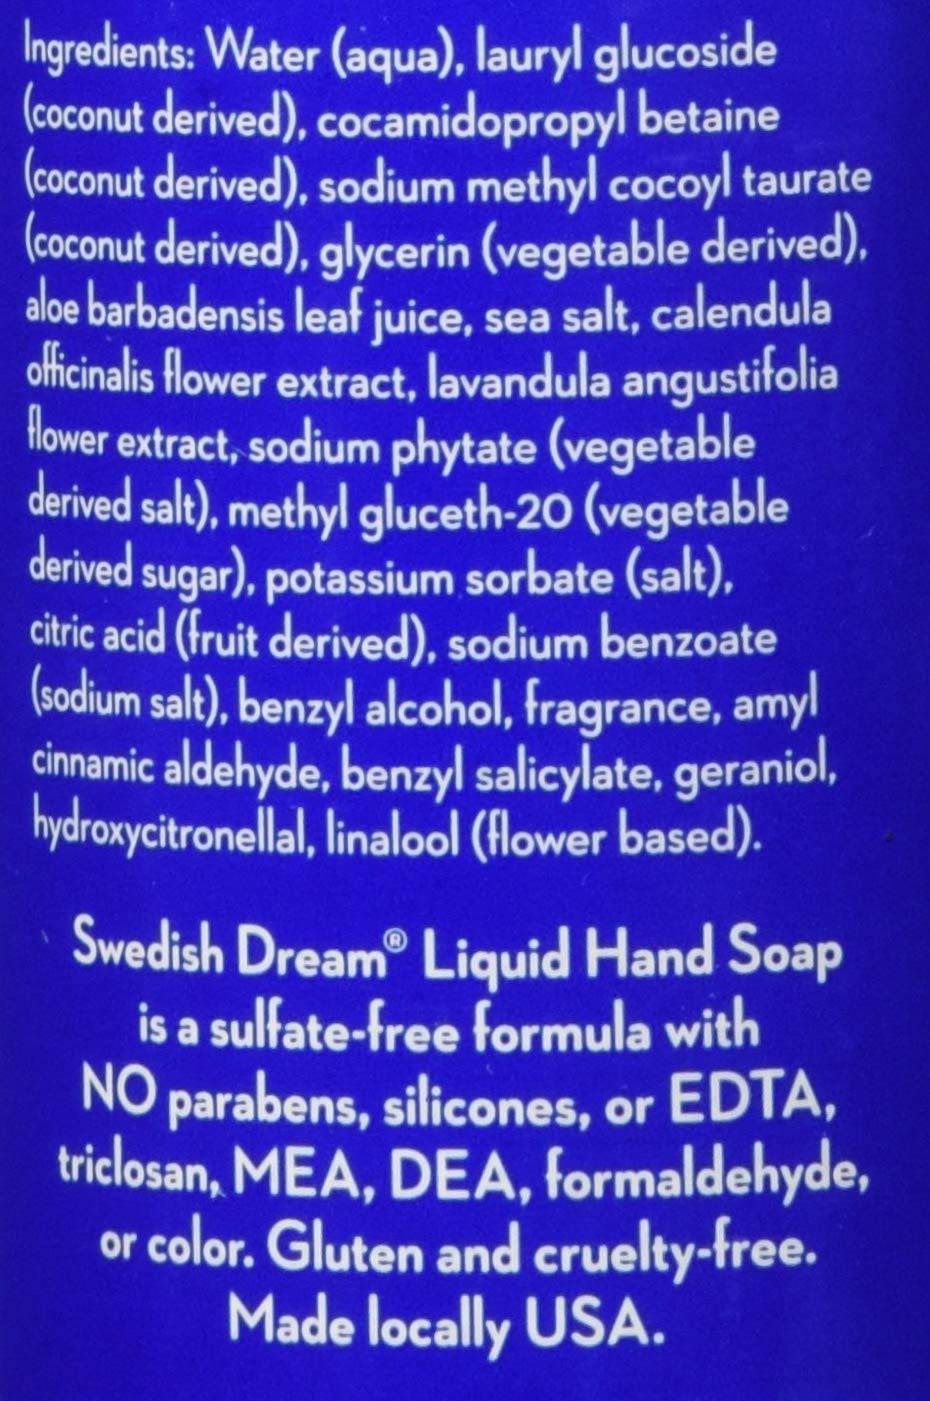 Ingredients: Water (aqua), lauryl glucoside
(coconut derived), cocamidopropyl betaine
(coconut derived), sodium methyl cocoyl taurate
(coconut derived), glycerin (vegetable derived),
aloe barbadensis leaf juice, sea salt, calendula
officinalis flower extract, lavandula angustifolia
flower extract, sodium phytate (vegetable
derived salt), methyl gluceth-20 (vegetable
derived sugar), potassium sorbate (salt),
citric acid (fruit derived), sodium benzoate
(sodium salt), benzyl alcohol, fragrance, amyl
cinnamic aldehyde, benzyl salicylate, geraniol,
hydroxycitronellal, linalool (flower based).
Swedish Dream® Liquid Hand Soap
is a sulfate-free formula with
NO parabens, silicones, or EDTA,
triclosan, MEA, DEA, formaldehyde,
or color. Gluten and cruelty-free.
Made locally USA.